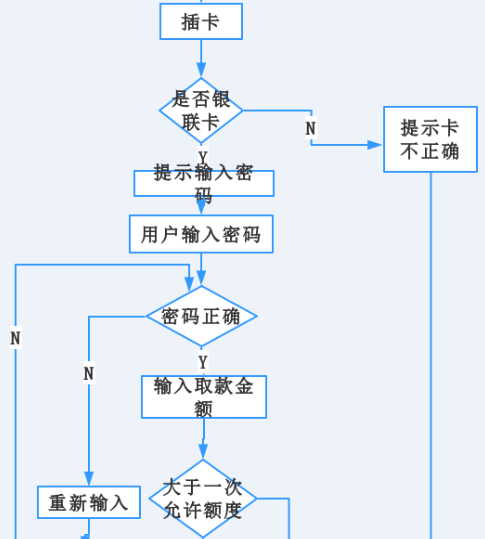 插卡
是否银
联卡
N
提示卡
不正确
Y
提示输入密
码
用户输入密码
密码正确
N
N
Y
输入取款金
额
重新输入
大于一次
允许额度